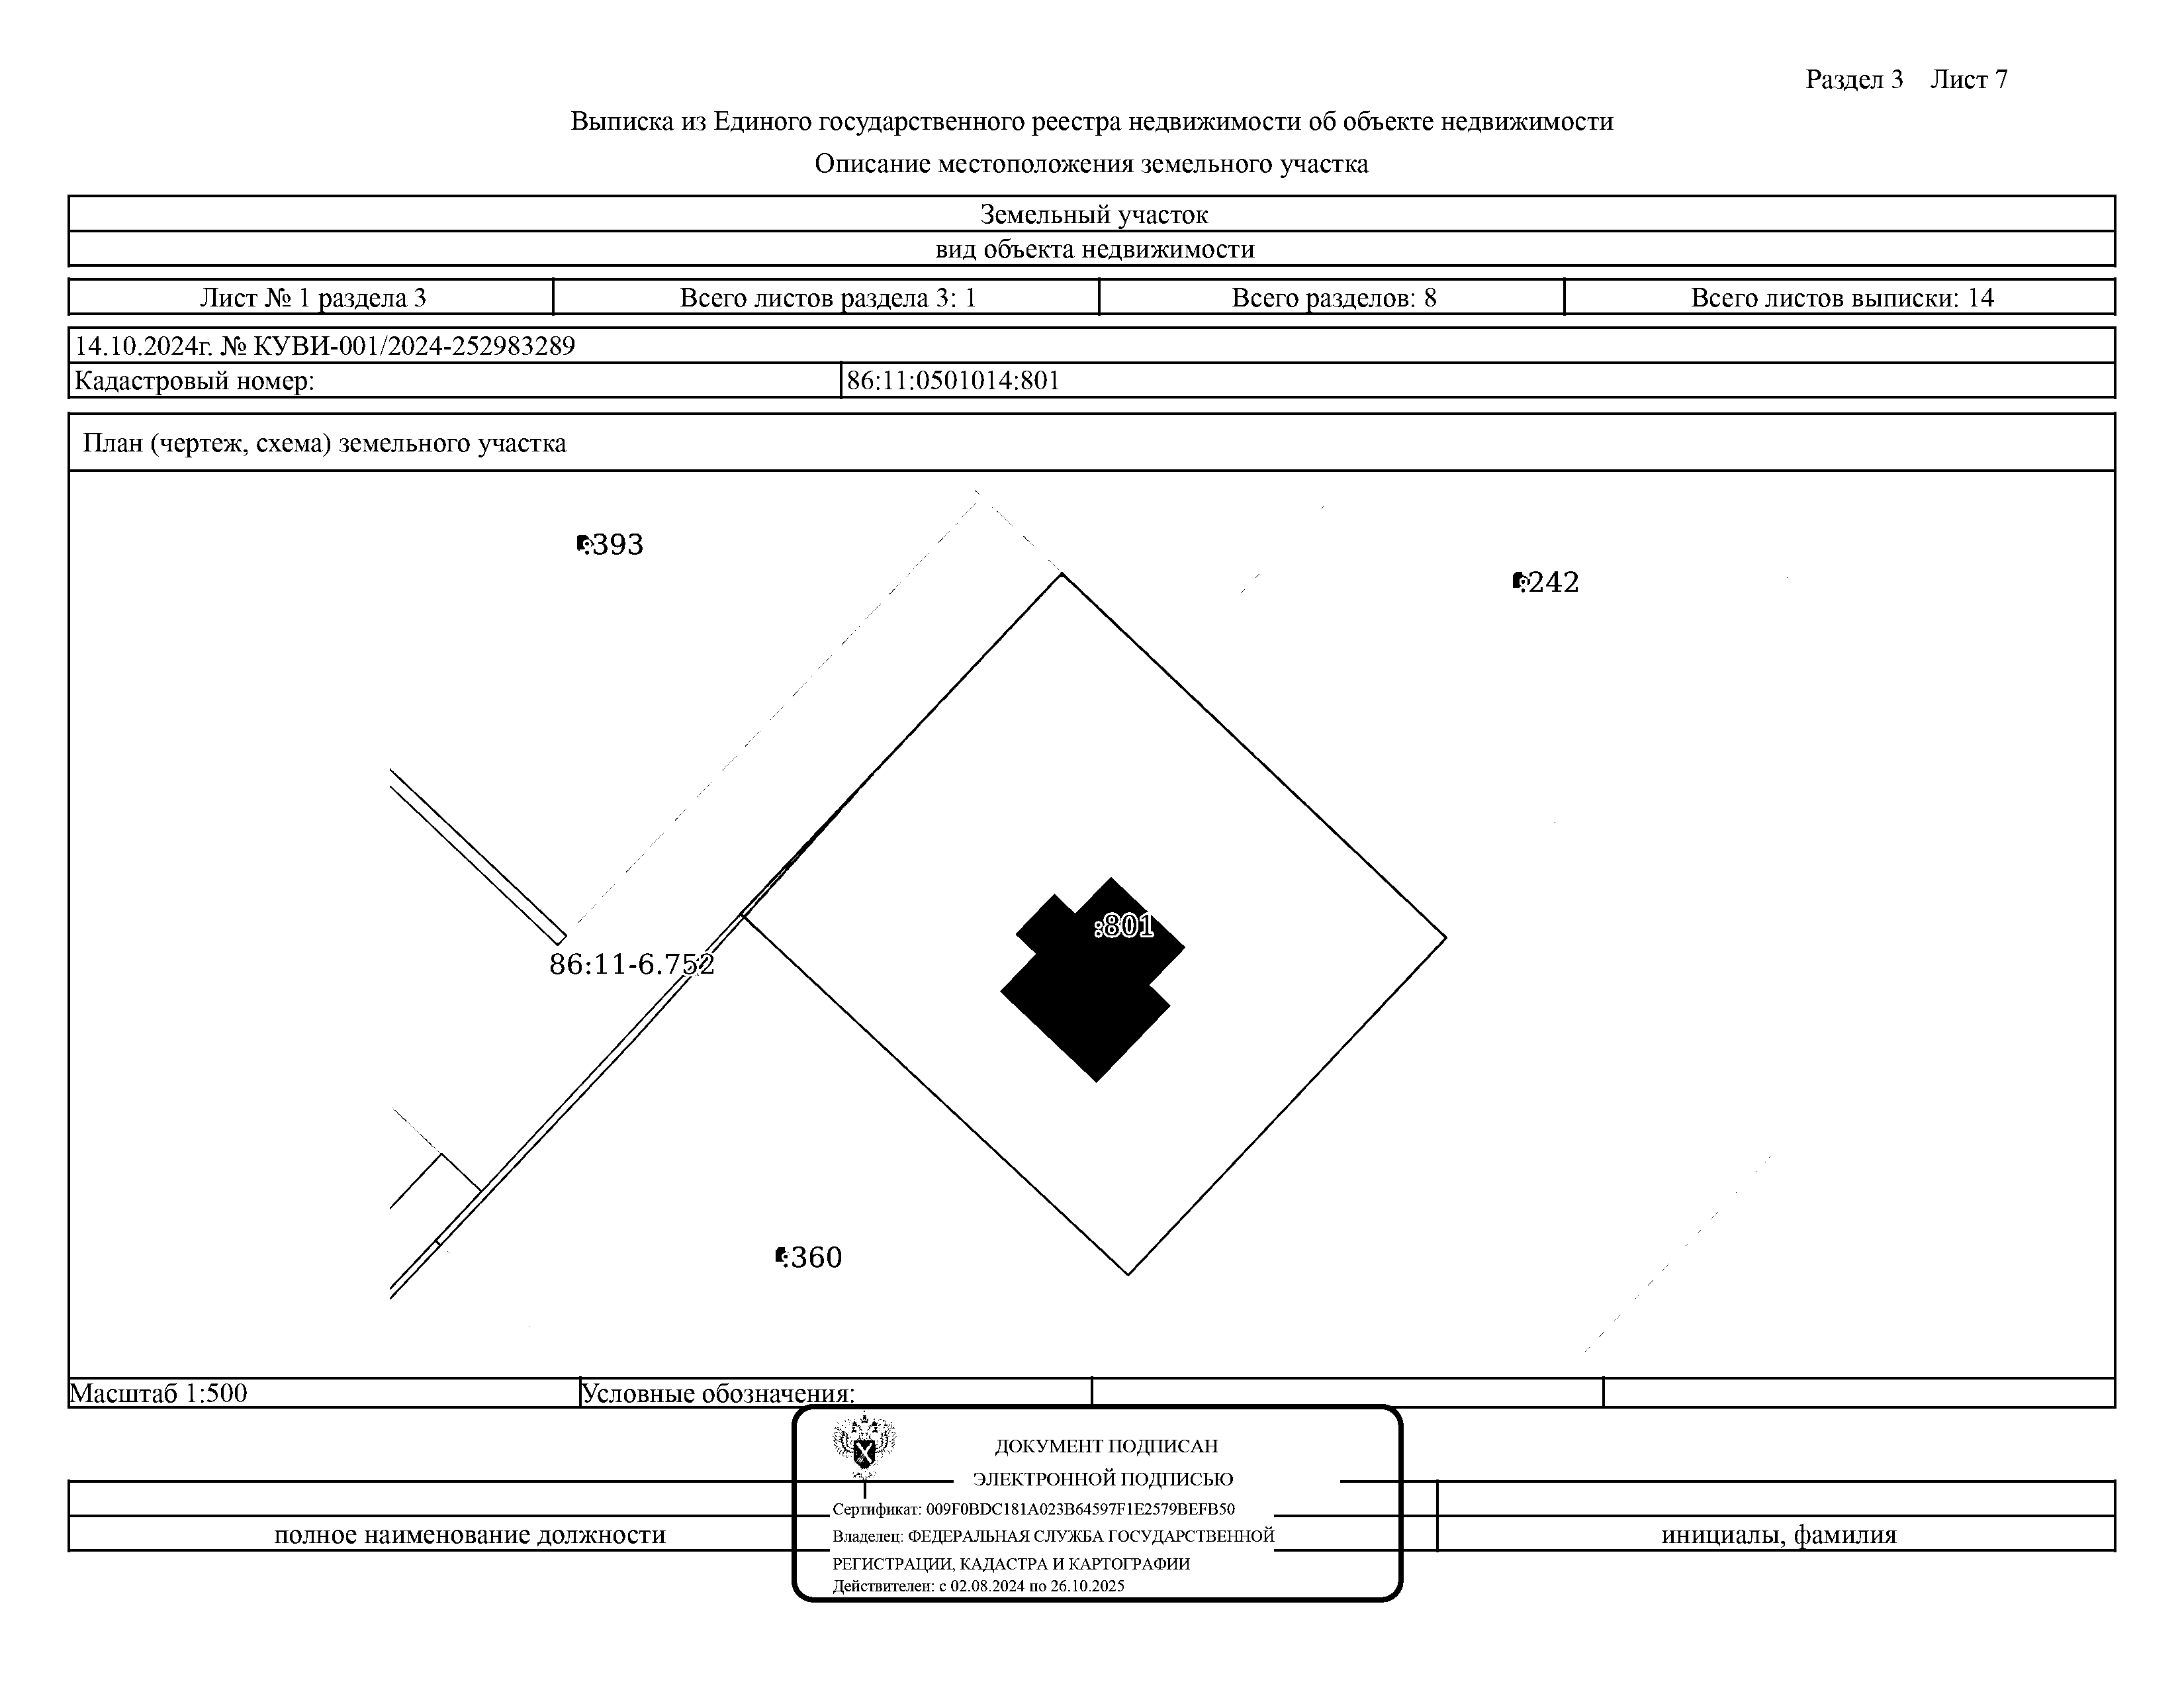 Раздел 3 Лист 7
Выписка из Единого государственного реестра недвижимости об объекте недвижимости
Описание местоположения земельного участка
Земельный участок
вид объекта недвижимости
Лист № 1 раздела 3 Всего листов раздела 3: 1 Всего разделов: 8 Всего листов выписки: 14
14.10.2024г. № КУВИ-001/2024-252983289
Кадастровый номер: 86:11:0501014:801
План (чертеж, схема) земельного участка
:393
:242
:801
86:11-6.752
:360
Масштаб 1:500 Условные обозначения:
ДОКУМЕНТ ПОДПИСАН
ЭЛЕКТРОННОЙ ПОДПИСЬЮ
Сертификат: 009F0BDC181A023B64597F1E2579BEFB50
полное наименование должности
Владелец: ФЕДЕРАЛЬНАЯ СЛУЖБА ГОСУДАРСТВЕННОЙ
инициалы, фамилия
РЕГИСТРАЦИИ, КАДАСТРА И КАРТОГРАФИИ
Действителен: с 02.08.2024 по 26.10.2025